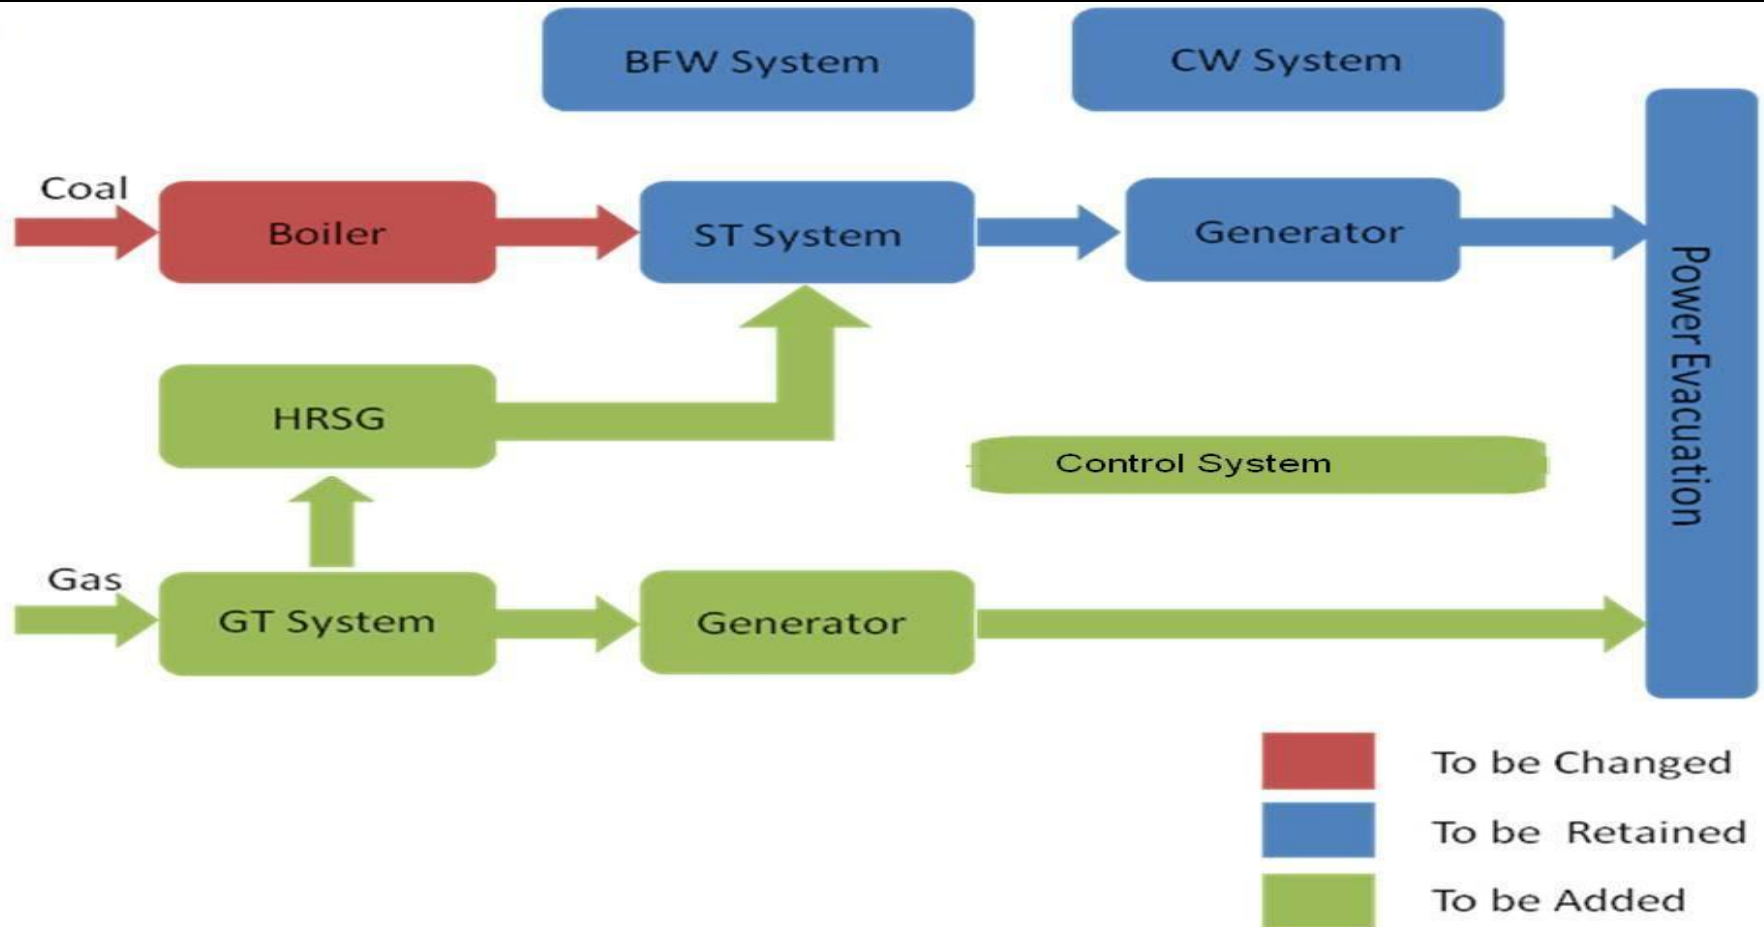 BFW System
CW System
Coal
Boiler
ST System
Generator
Power Evacuation
HRSG
Control System
Gas
GT System
Generator
To be Changed
To be Retained
To be Added